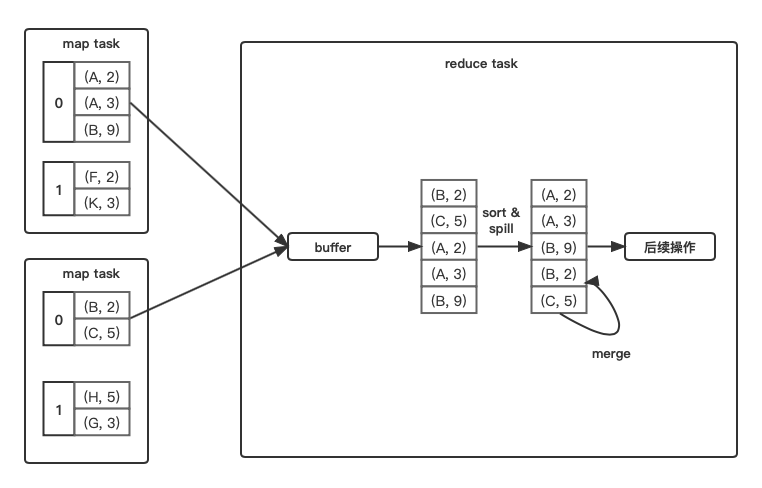 map task
0
(A, 2)
(A, 3)
(B, 9)
1
(F, 2)
(K, 3)
map task
0
(B, 2)
(C, 5)
1
(H, 5)
(G, 3)
reduce task
buffer
(B, 2)
(C, 5)
(A, 2)
(A, 3)
(B, 9)
sort &
spill
(A, 2)
(A, 3)
(B, 9)
(B, 2)
(C, 5)
merge
后续操作